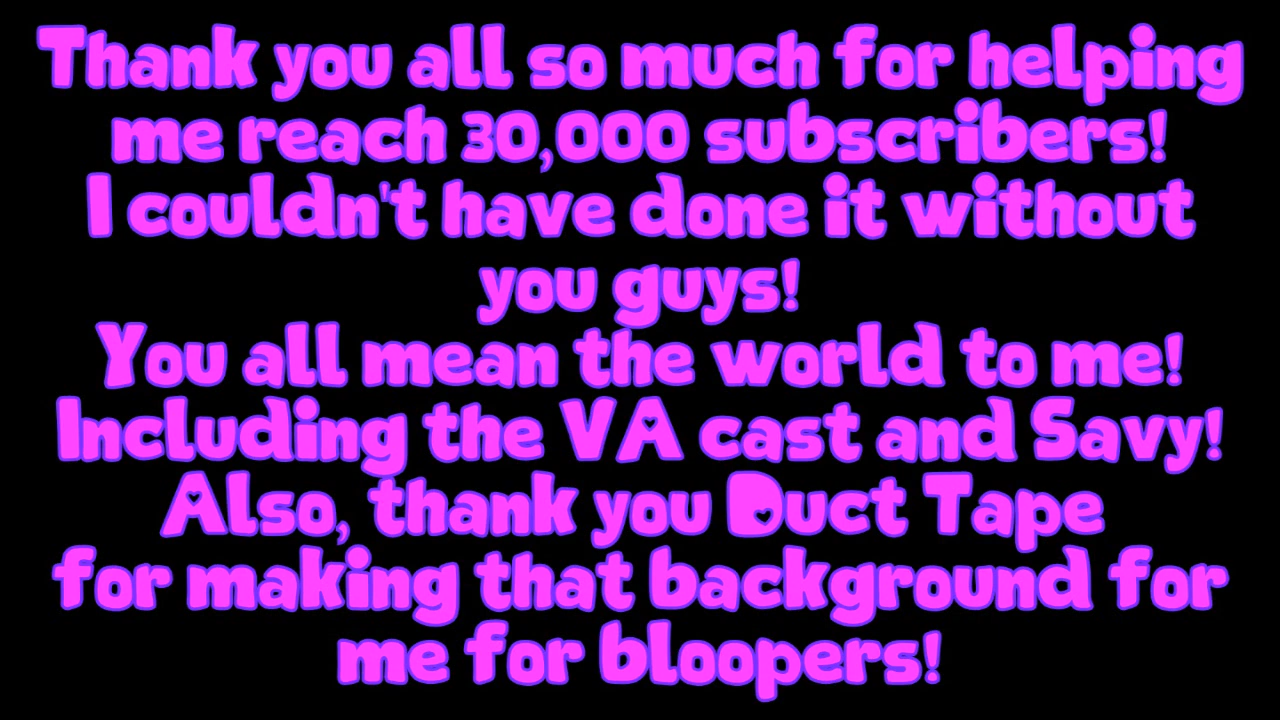 Thank you all so much for helping
me reach 30,000 subscribers!
I couldn't have done it without
you guys!
You all mean the world to me!
Including the VA cast and Savy!
Also, thank you Duct Tape
for making that background for
me for bloopers!